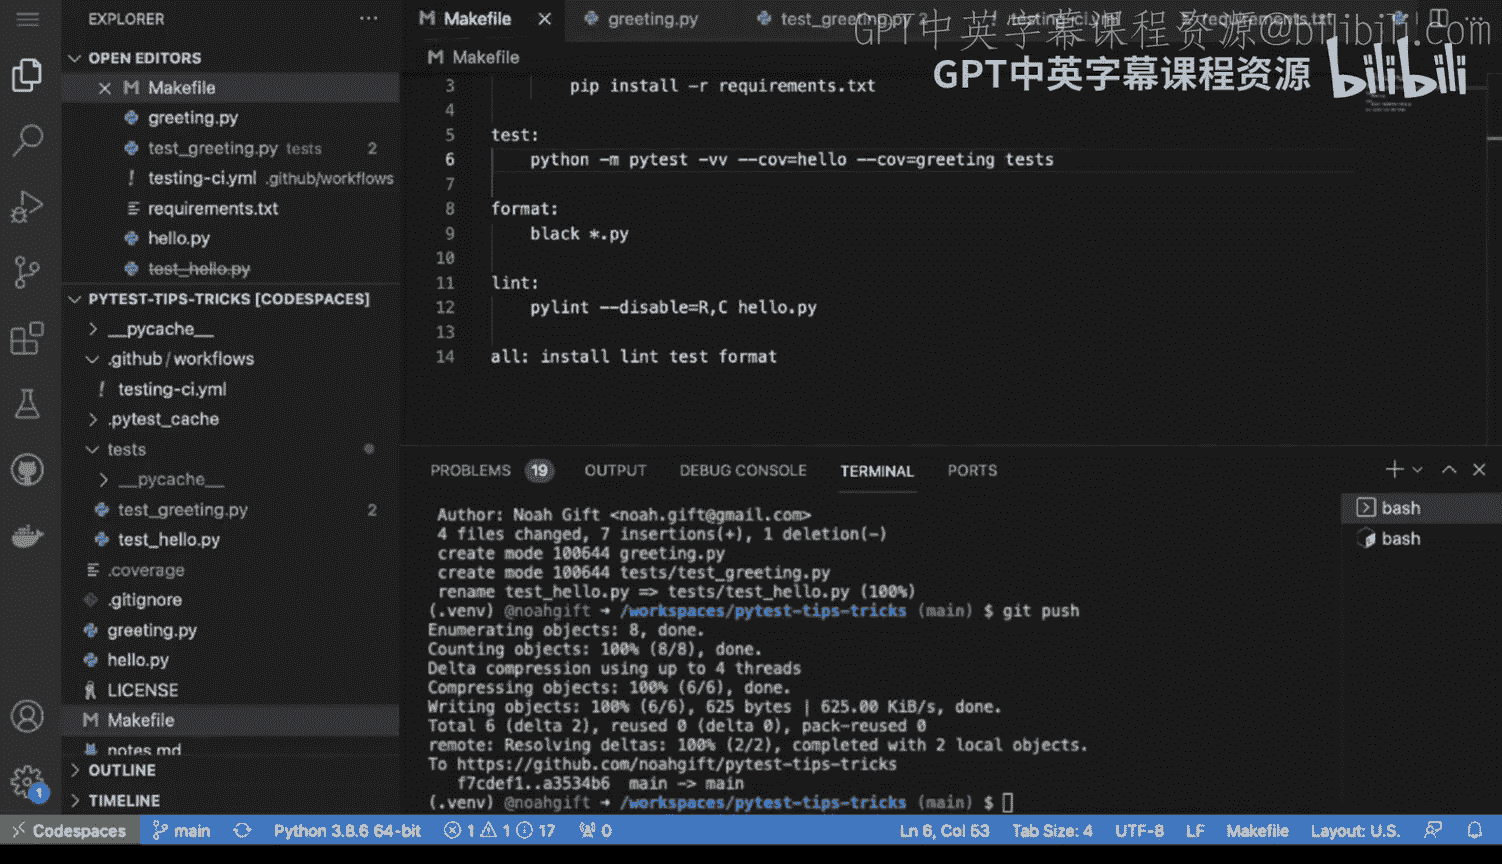 EXPLORER
OPEN EDITORS
Makefile
greeting.py
test_greeting.py tests 2
testing-ci.yml .github/workflows
requirements.txt
hello.py
test_hello.py
PYTEST-TIPS-TRICKS [CODESPACES]
__pycache__
.github/workflows
testing-ci.yml
.pytest_cache
tests
__pycache__
test_greeting.py 2
test_hello.py
.coverage
.gitignore
greeting.py
hello.py
LICENSE
Makefile
notes.md
OUTLINE
TIMELINE
Makefile greeting.py test_greeting.py 2 testing-ci.yml requirements.txt
GPT中英字幕课程资源@bilibili.com
GPT中英字幕课程资源 bilibili
Makefile
3 pip install -r requirements.txt
4
5 test:
6 python -m pytest -vv --cov=hello --cov=greeting tests
7
8 format:
9 black *.py
10
11 lint:
12 pylint --disable=R,C hello.py
13
14 all: install lint test format
PROBLEMS 19 OUTPUT DEBUG CONSOLE TERMINAL PORTS
bash
bash
Author: Noah Gift <noah.gift@gmail.com>
4 files changed, 7 insertions(+), 1 deletion(-)
create mode 100644 greeting.py
create mode 100644 tests/test_greeting.py
rename test_hello.py => tests/test_hello.py (100%)
(.venv) @noahgift ➜ /workspaces/pytest-tips-tricks (main) $ git push
Enumerating objects: 8, done.
Counting objects: 100% (8/8), done.
Delta compression using up to 4 threads
Compressing objects: 100% (6/6), done.
Writing objects: 100% (6/6), 625 bytes | 625.00 KiB/s, done.
Total 6 (delta 2), reused 0 (delta 0), pack-reused 0
remote: Resolving deltas: 100% (2/2), completed with 2 local objects.
To https://github.com/noahgift/pytest-tips-tricks
f7cdef1..a3534b6 main -> main
(.venv) @noahgift ➜ /workspaces/pytest-tips-tricks (main) $
1
Codespaces main Python 3.8.6 64-bit 1 1 17 0 Ln 6, Col 53 Tab Size: 4 UTF-8 LF Makefile Layout: U.S.